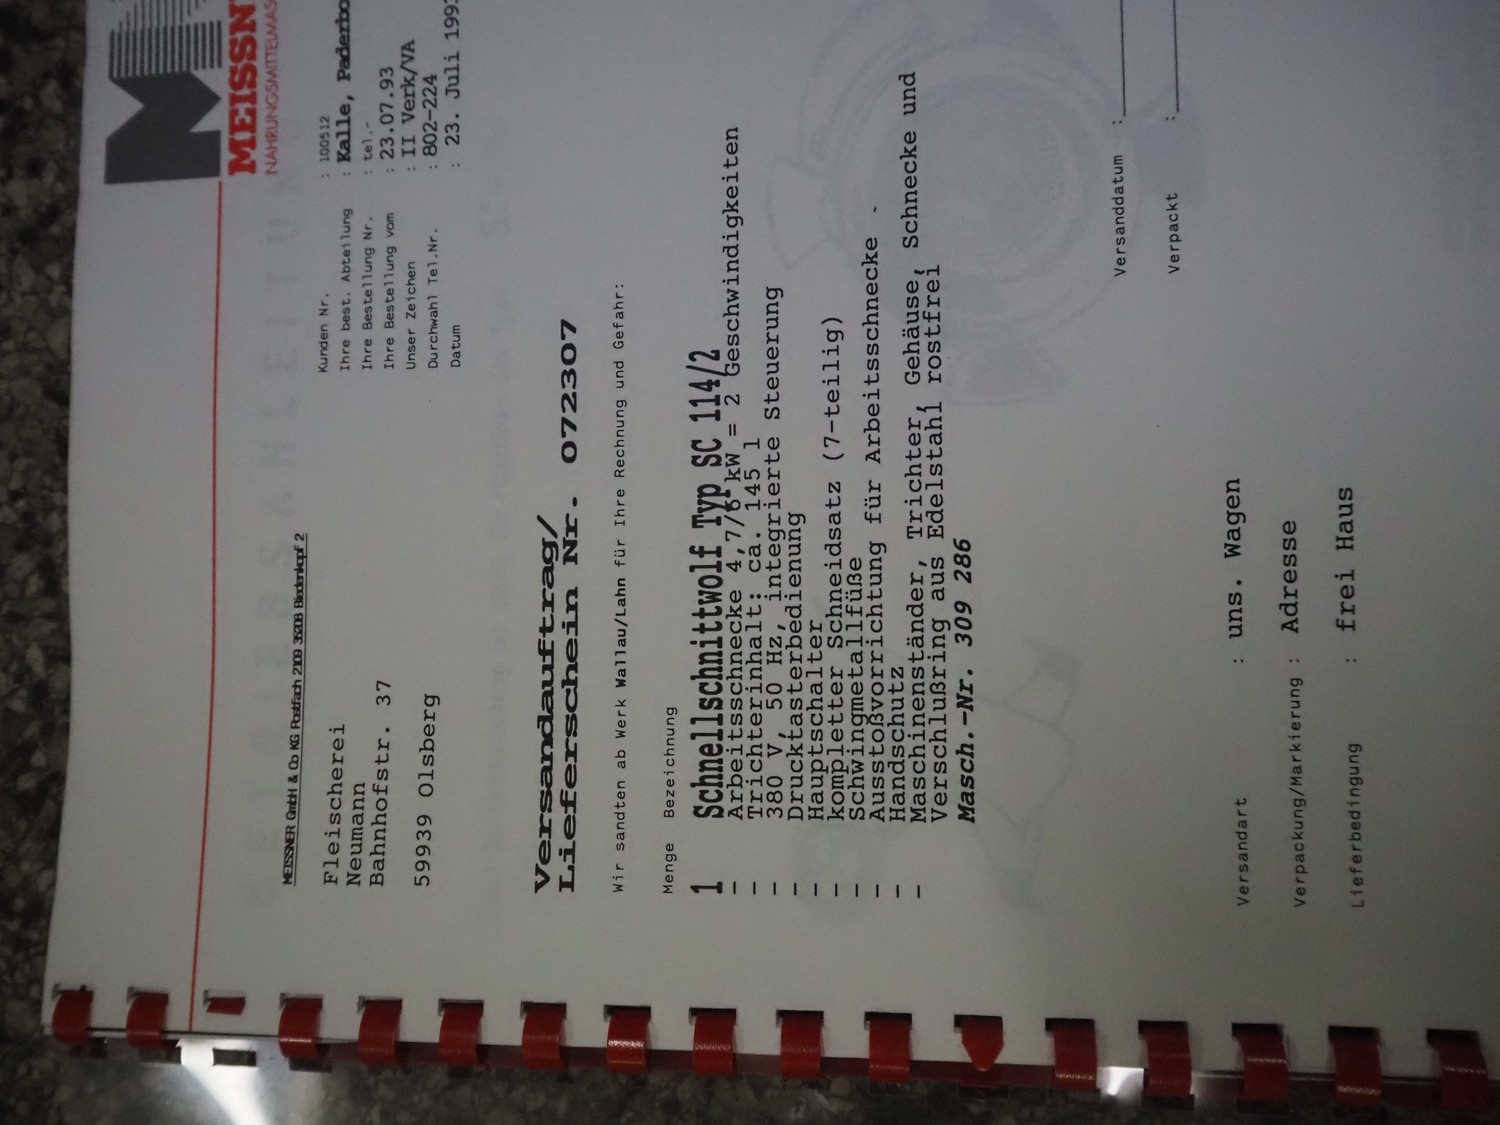 MEISSN
NAHRUNGSMITTELMAS
MEISSNER GmbH & Co KG Postfach 2109 35208 Biedenkopf 2
Fleischerei
Neumann
Bahnhofstr. 37
59939 Olsberg
Kunden Nr. : 100512
Ihre best. Abteilung : Kalle, Paderbo
Ihre Bestellung Nr. : tel.-
Ihre Bestellung vom : 23.07.93
Unser Zeichen : II Verk/VA
Durchwahl Tel.Nr. : 802-224
Datum : 23. Juli 1993
Versandauftrag/
Lieferschein Nr. 072307
Wir sandten ab Werk Wallau/Lahn für Ihre Rechnung und Gefahr:
Menge Bezeichnung
1 Schnellschnittwolf Typ SC 114/2
- Arbeitsschnecke 4,7/6 kW = 2 Geschwindigkeiten
- Trichterinhalt: ca. 145 l
- 380 V, 50 Hz, integrierte Steuerung
- Drucktasterbedienung
- Hauptschalter
- kompletter Schneidsatz (7-teilig)
- Schwingmetallfüße
- Ausstoßvorrichtung für Arbeitsschnecke -
- Handschutz
- Maschinenständer, Trichter, Gehäuse, Schnecke und
Verschlußring aus Edelstahl rostfrei
Masch.-Nr. 309 286
Versanddatum :
Verpackt :
Versandart : uns. Wagen
Verpackung/Markierung : Adresse
Lieferbedingung : frei Haus